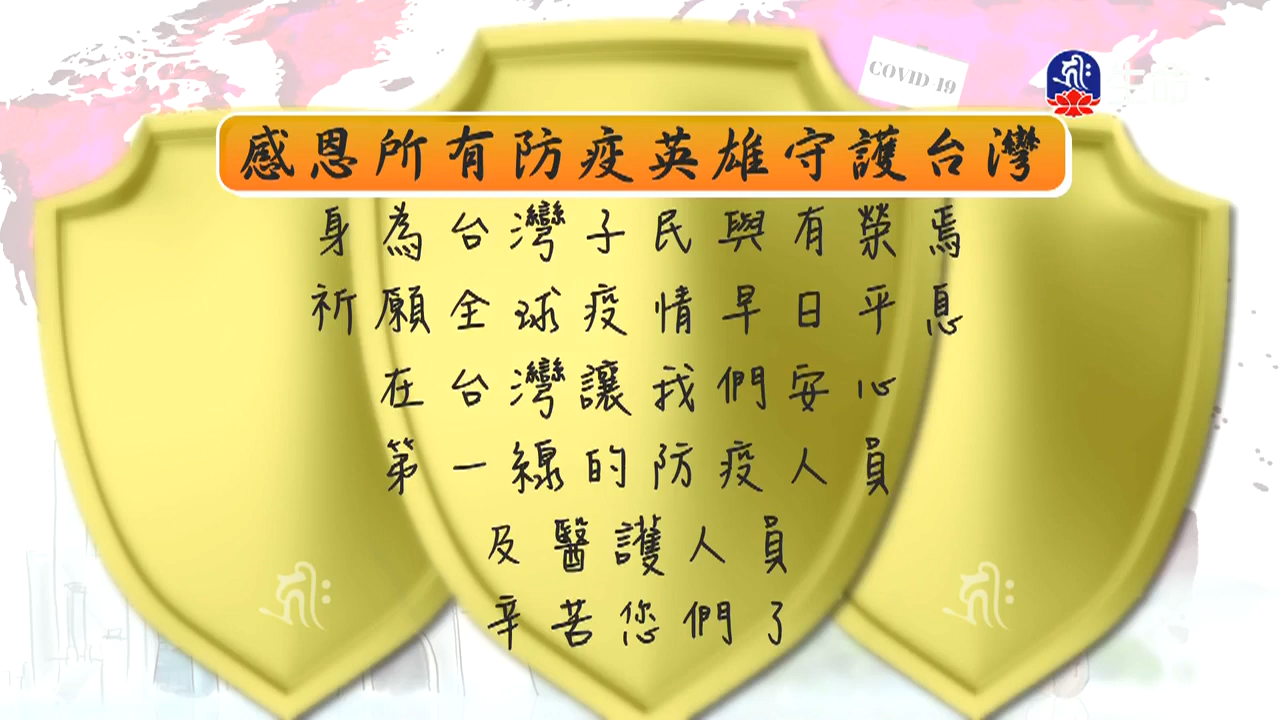 COVID-19
生命
感恩所有防疫英雄守護台灣
身為台灣子民與有榮焉
祈願全球疫情早日平息
在台灣讓我們安心
第一線的防疫人員
及醫護人員
辛苦您們了